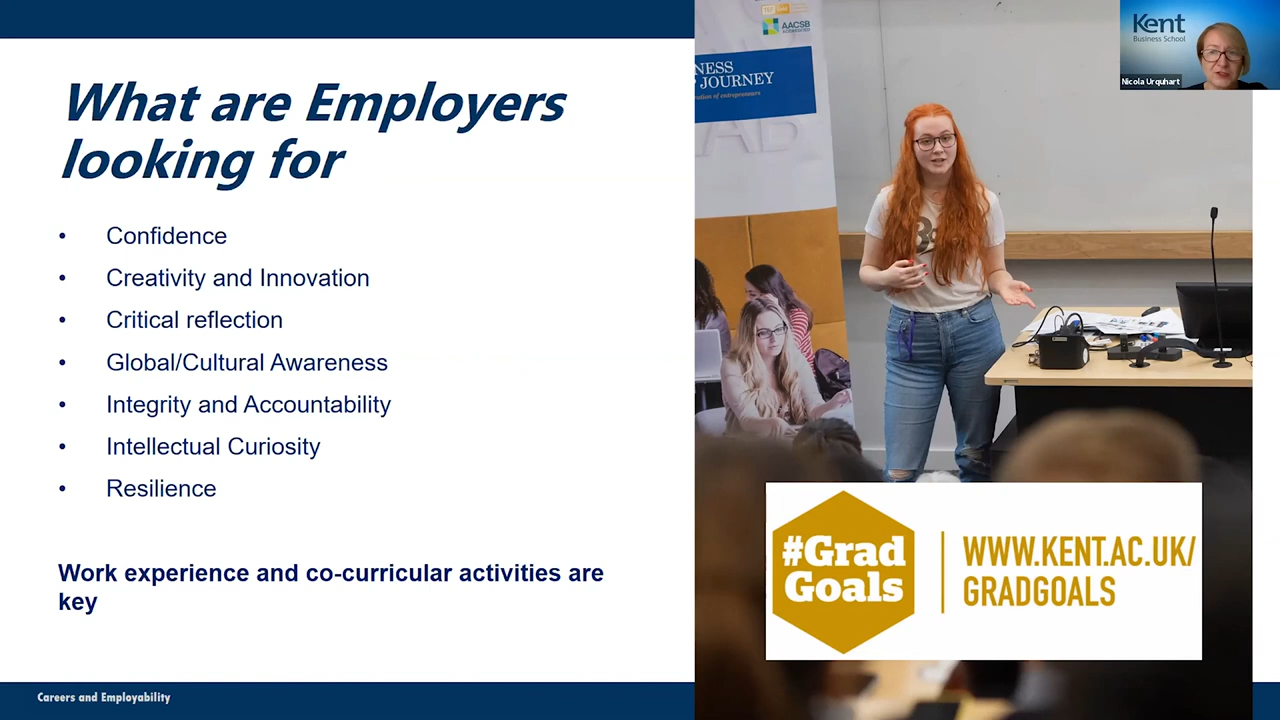 What are Employers
looking for
• Confidence
• Creativity and Innovation
• Critical reflection
• Global/Cultural Awareness
• Integrity and Accountability
• Intellectual Curiosity
• Resilience
Work experience and co-curricular activities are
key
Careers and Employability
AACSB
NESS
JOURNEY
Kent
Business School
Nicola Urquhart
#Grad
Goals
WWW.KENT.AC.UK/
GRADGOALS